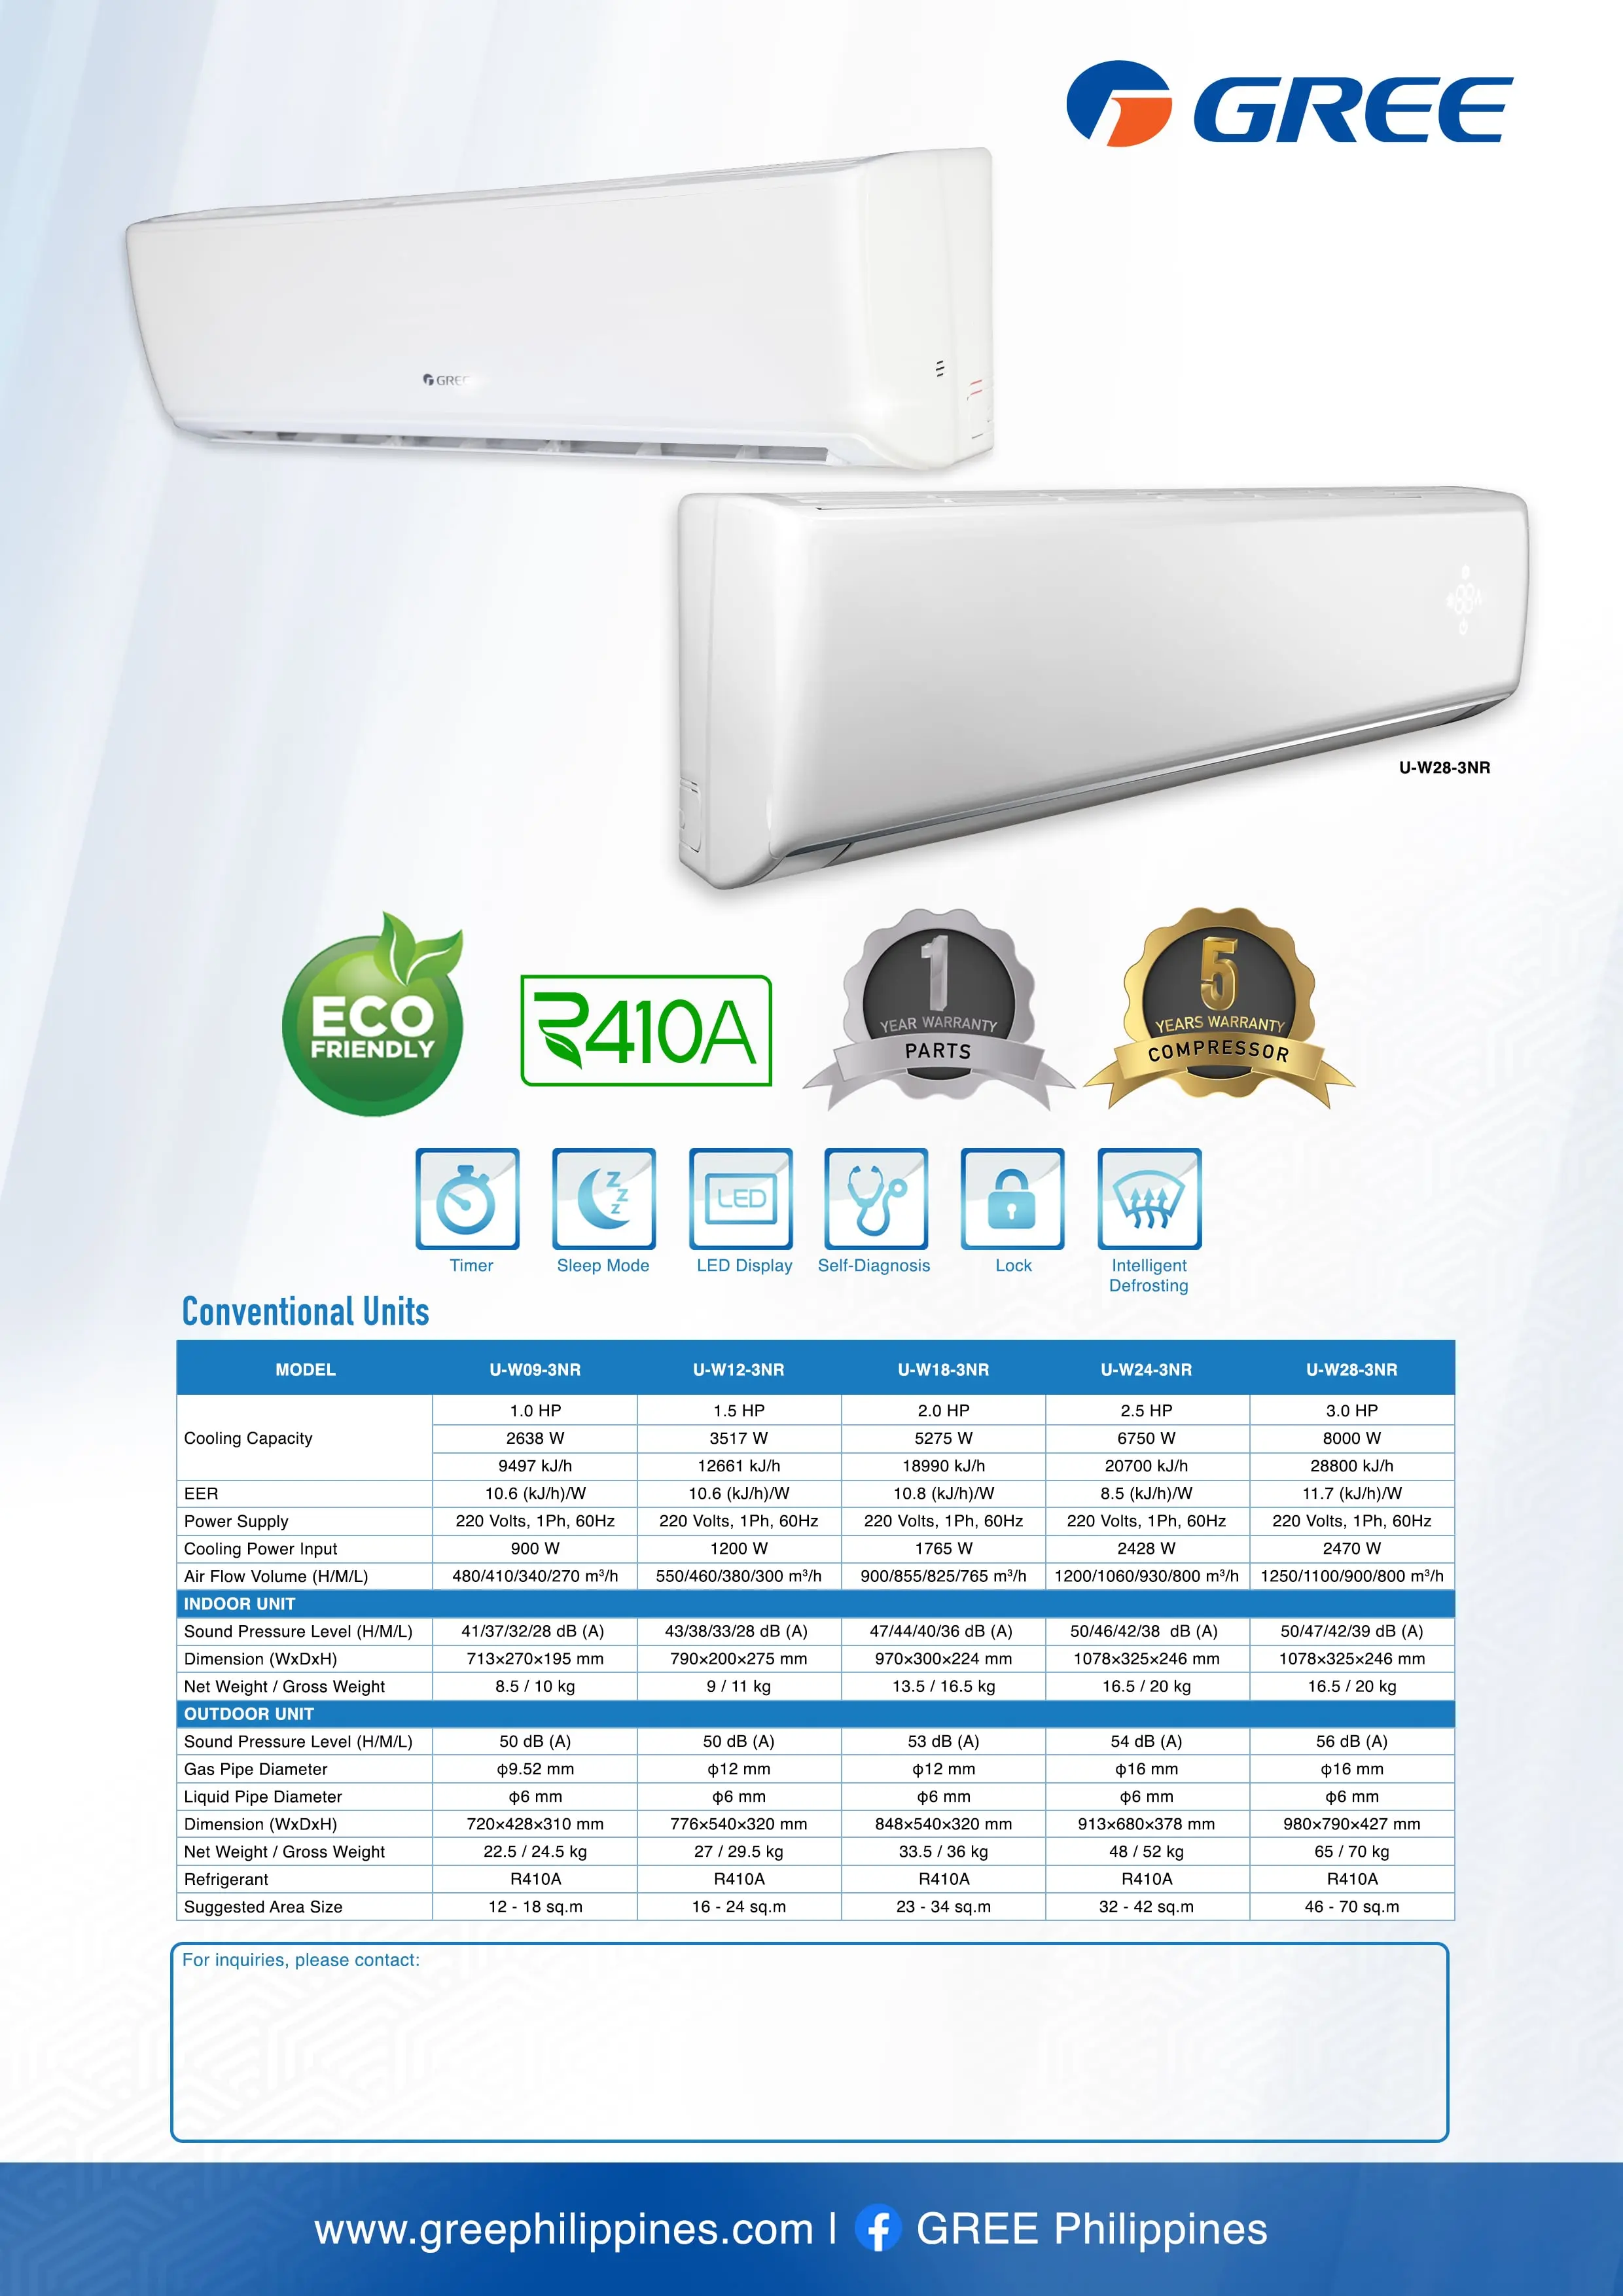 GREE
GREE
U-W28-3NR
ECO
FRIENDLY
R410A
1
YEAR WARRANTY
PARTS
5
YEARS WARRANTY
COMPRESSOR
LED
Timer
Sleep Mode
LED Display
Self-Diagnosis
Lock
Intelligent
Defrosting
Conventional Units
MODEL U-W09-3NR U-W12-3NR U-W18-3NR U-W24-3NR U-W28-3NR
Cooling Capacity
1.0 HP 1.5 HP 2.0 HP 2.5 HP 3.0 HP
2638 W 3517 W 5275 W 6750 W 8000 W
9497 kJ/h 12661 kJ/h 18990 kJ/h 20700 kJ/h 28800 kJ/h
EER 10.6 (kJ/h)/W 10.6 (kJ/h)/W 10.8 (kJ/h)/W 8.5 (kJ/h)/W 11.7 (kJ/h)/W
Power Supply 220 Volts, 1Ph, 60Hz 220 Volts, 1Ph, 60Hz 220 Volts, 1Ph, 60Hz 220 Volts, 1Ph, 60Hz 220 Volts, 1Ph, 60Hz
Cooling Power Input 900 W 1200 W 1765 W 2428 W 2470 W
Air Flow Volume (H/M/L) 480/410/340/270 m³/h 550/460/380/300 m³/h 900/855/825/765 m³/h 1200/1060/930/800 m³/h 1250/1100/900/800 m³/h
INDOOR UNIT
Sound Pressure Level (H/M/L) 41/37/32/28 dB (A) 43/38/33/28 dB (A) 47/44/40/36 dB (A) 50/46/42/38 dB (A) 50/47/42/39 dB (A)
Dimension (WxDxH) 713×270×195 mm 790×200×275 mm 970×300×224 mm 1078×325×246 mm 1078×325×246 mm
Net Weight / Gross Weight 8.5 / 10 kg 9 / 11 kg 13.5 / 16.5 kg 16.5 / 20 kg 16.5 / 20 kg
OUTDOOR UNIT
Sound Pressure Level (H/M/L) 50 dB (A) 50 dB (A) 53 dB (A) 54 dB (A) 56 dB (A)
Gas Pipe Diameter φ9.52 mm φ12 mm φ12 mm φ16 mm φ16 mm
Liquid Pipe Diameter φ6 mm φ6 mm φ6 mm φ6 mm φ6 mm
Dimension (WxDxH) 720×428×310 mm 776×540×320 mm 848×540×320 mm 913×680×378 mm 980×790×427 mm
Net Weight / Gross Weight 22.5 / 24.5 kg 27 / 29.5 kg 33.5 / 36 kg 48 / 52 kg 65 / 70 kg
Refrigerant R410A R410A R410A R410A R410A
Suggested Area Size 12 - 18 sq.m 16 - 24 sq.m 23 - 34 sq.m 32 - 42 sq.m 46 - 70 sq.m
For inquiries, please contact:
www.greephilippines.com | GREE Philippines